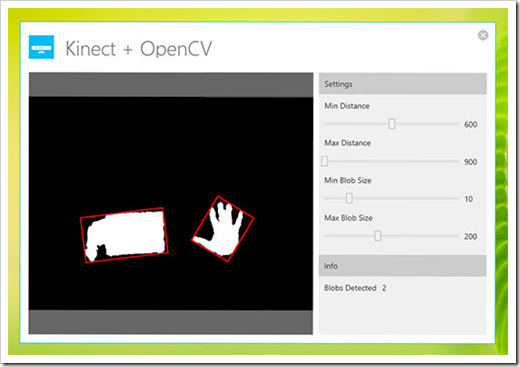 Kinect + OpenCV
Settings
Min Distance
600
Max Distance
900
Min Blob Size
10
Max Blob Size
200
Info
Blobs Detected 2